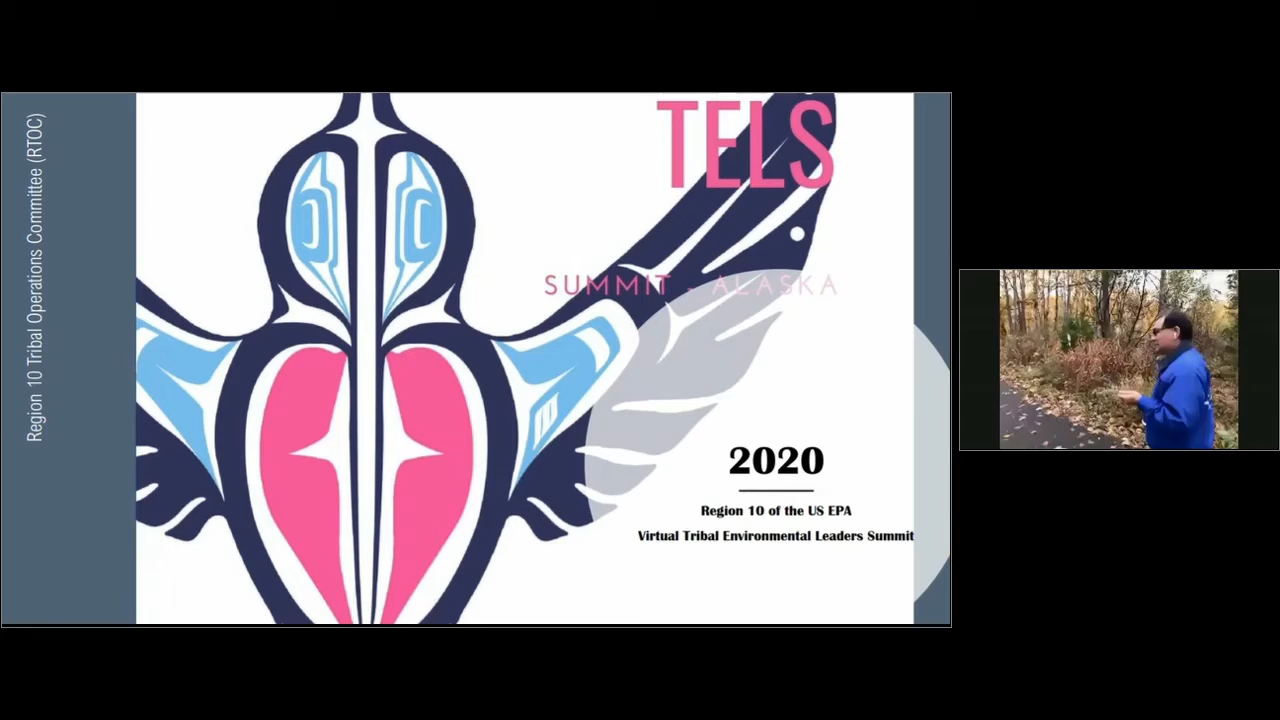 Region 10 Tribal Operations Committee (RTOC)
TELS
SUMMIT - ALASKA
2020
Region 10 of the US EPA
Virtual Tribal Environmental Leaders Summit